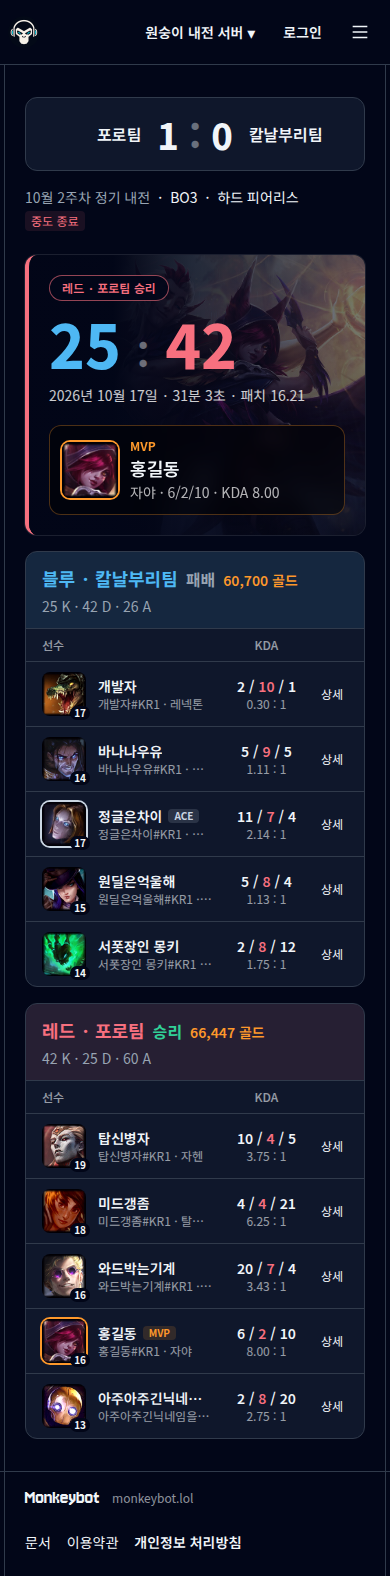 원숭이 내전 서버 ▾ 로그인
포로팀 1 : 0 칼날부리팀
10월 2주차 정기 내전 · BO3 · 하드 피어리스
중도 종료
레드 · 포로팀 승리
25 : 42
2026년 10월 17일 · 31분 3초 · 패치 16.21
MVP
홍길동
자야 · 6/2/10 · KDA 8.00
블루 · 칼날부리팀 패배 60,700 골드
25 K · 42 D · 26 A
선수 KDA
개발자 2 / 10 / 1 상세
17 개발자#KR1 · 레넥톤 0.30 : 1
바나나우유 5 / 9 / 5 상세
14 바나나우유#KR1 · ··· 1.11 : 1
정글은차이 ACE 11 / 7 / 4 상세
17 정글은차이#KR1 · ··· 2.14 : 1
원딜은억울해 5 / 8 / 4 상세
15 원딜은억울해#KR1 ···· 1.13 : 1
서폿장인 몽키 2 / 8 / 12 상세
14 서폿장인 몽키#KR1 ··· 1.75 : 1
레드 · 포로팀 승리 66,447 골드
42 K · 25 D · 60 A
선수 KDA
탑신병자 10 / 4 / 5 상세
19 탑신병자#KR1 · 자헨 3.75 : 1
미드갱좀 4 / 4 / 21 상세
18 미드갱좀#KR1 · 탈··· 6.25 : 1
와드박는기계 20 / 7 / 4 상세
16 와드박는기계#KR1 ···· 3.43 : 1
홍길동 MVP 6 / 2 / 10 상세
16 홍길동#KR1 · 자야 8.00 : 1
아주아주긴닉네··· 2 / 8 / 20 상세
13 아주아주긴닉네임을··· 2.75 : 1
Monkeybot monkeybot.lol
문서 이용약관 개인정보 처리방침